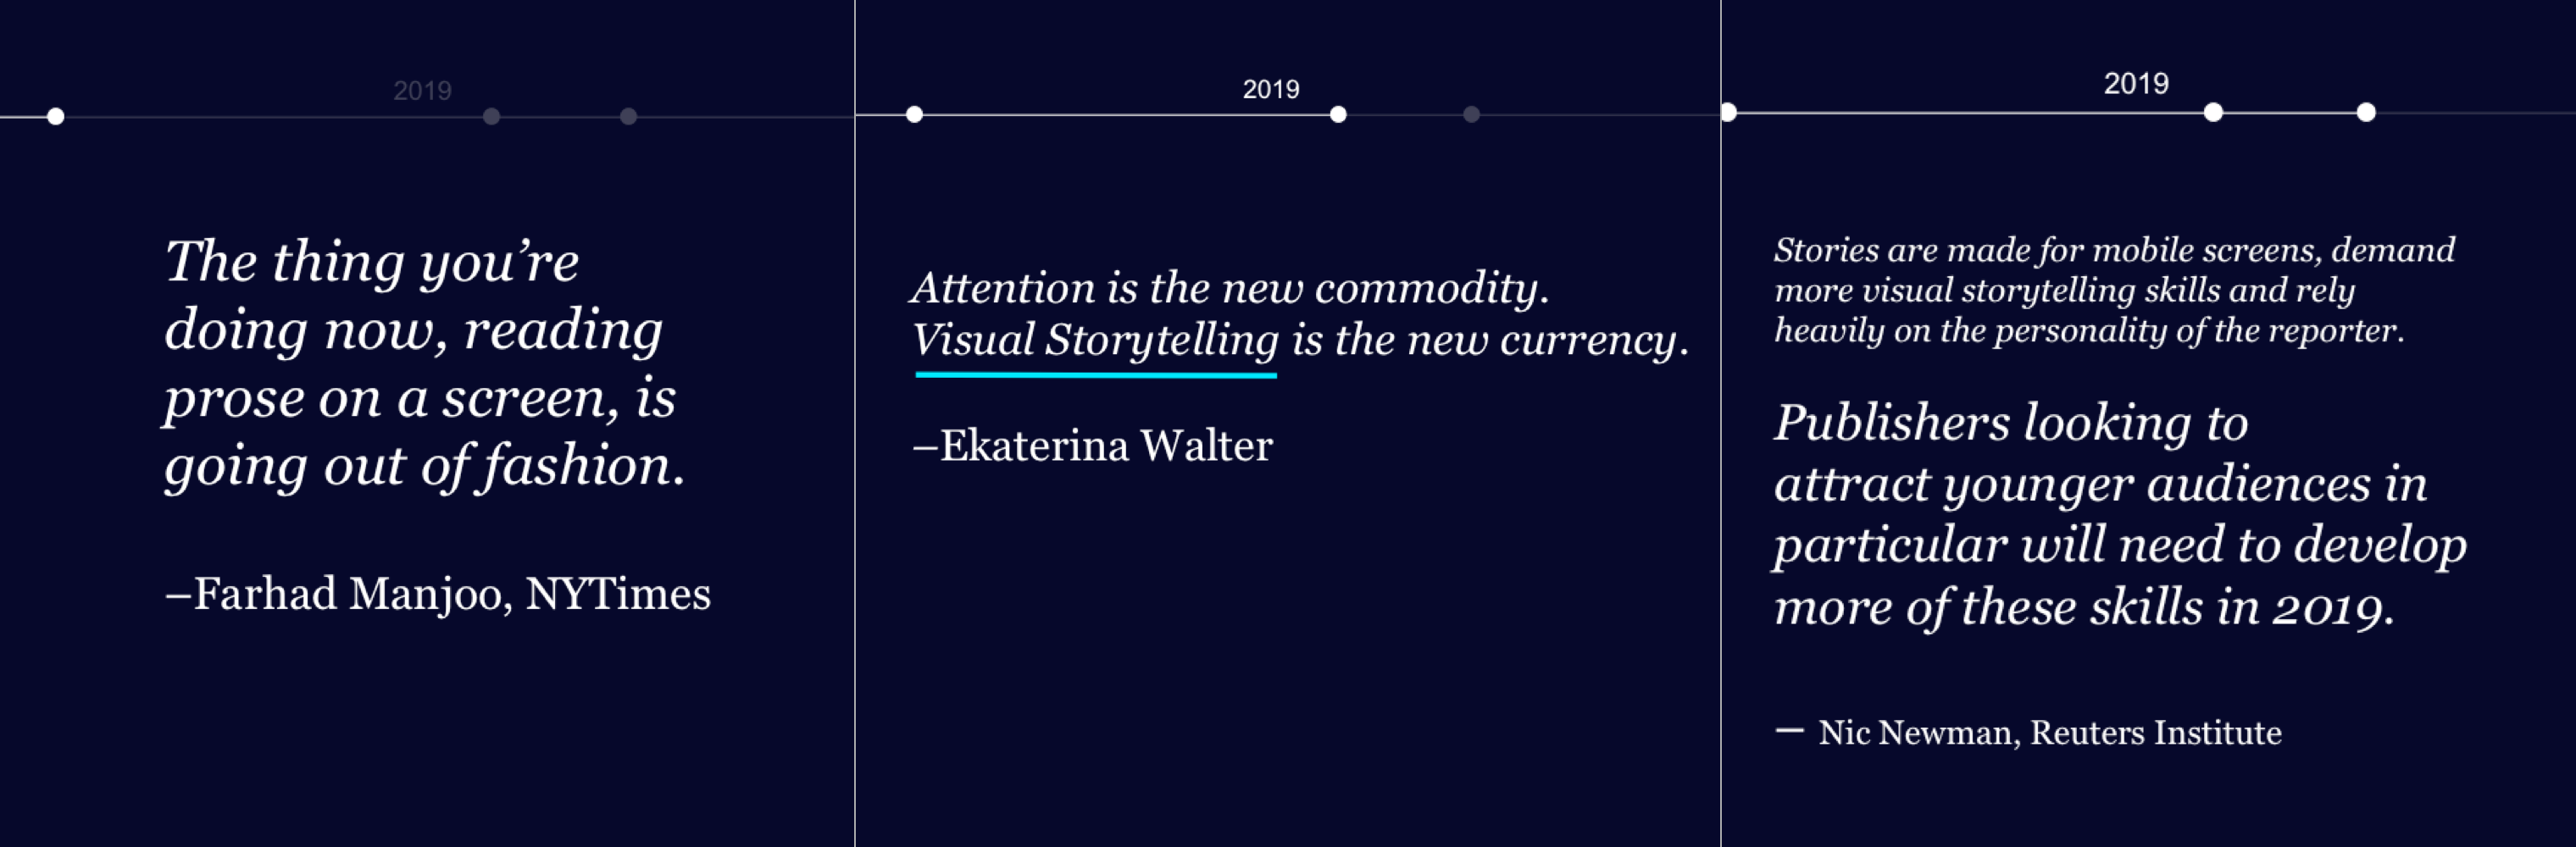 2019
The thing you’re
doing now, reading
prose on a screen, is
going out of fashion.
–Farhad Manjoo, NYTimes
2019
Attention is the new commodity.
Visual Storytelling is the new currency.
–Ekaterina Walter
2019
Stories are made for mobile screens, demand
more visual storytelling skills and rely
heavily on the personality of the reporter.
Publishers looking to
attract younger audiences in
particular will need to develop
more of these skills in 2019.
— Nic Newman, Reuters Institute